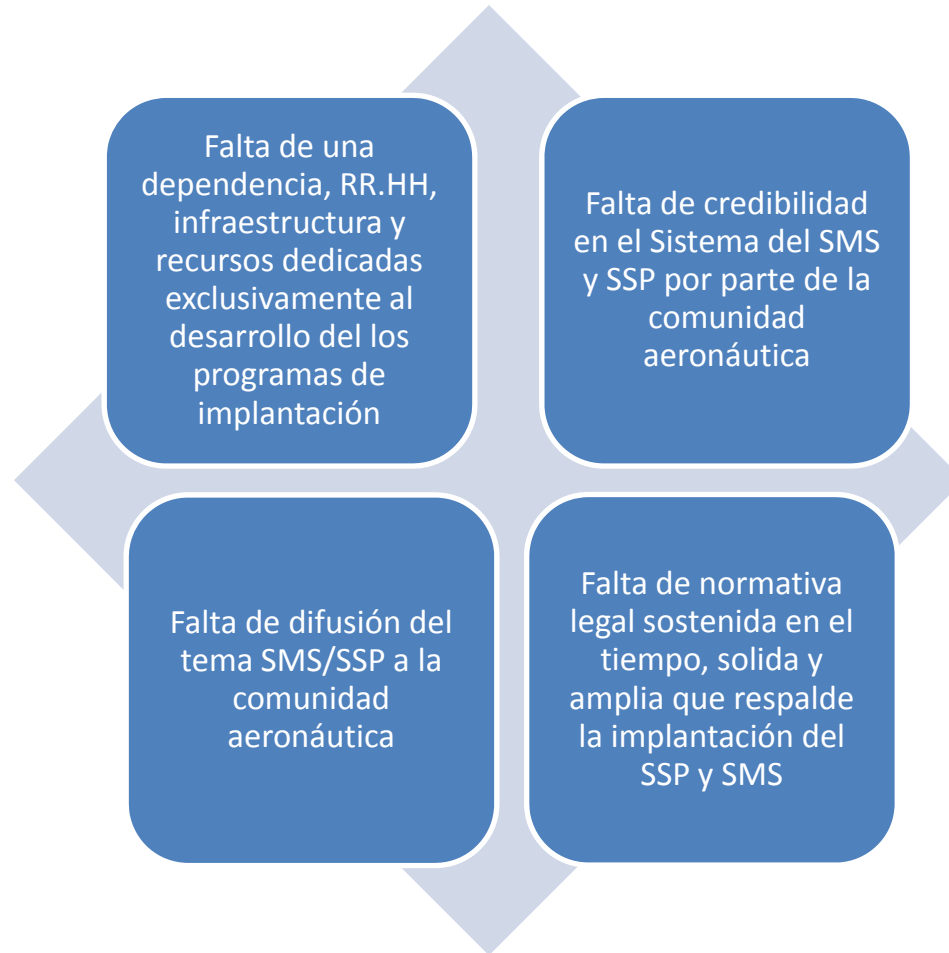 Falta de una
dependencia, RR.HH,
infraestructura y
recursos dedicadas
exclusivamente al
desarrollo del los
programas de
implantación
Falta de credibilidad
en el Sistema del SMS
y SSP por parte de la
comunidad
aeronáutica
Falta de difusión del
tema SMS/SSP a la
comunidad
aeronáutica
Falta de normativa
legal sostenida en el
tiempo, solida y
amplia que respalde
la implantación del
SSP y SMS